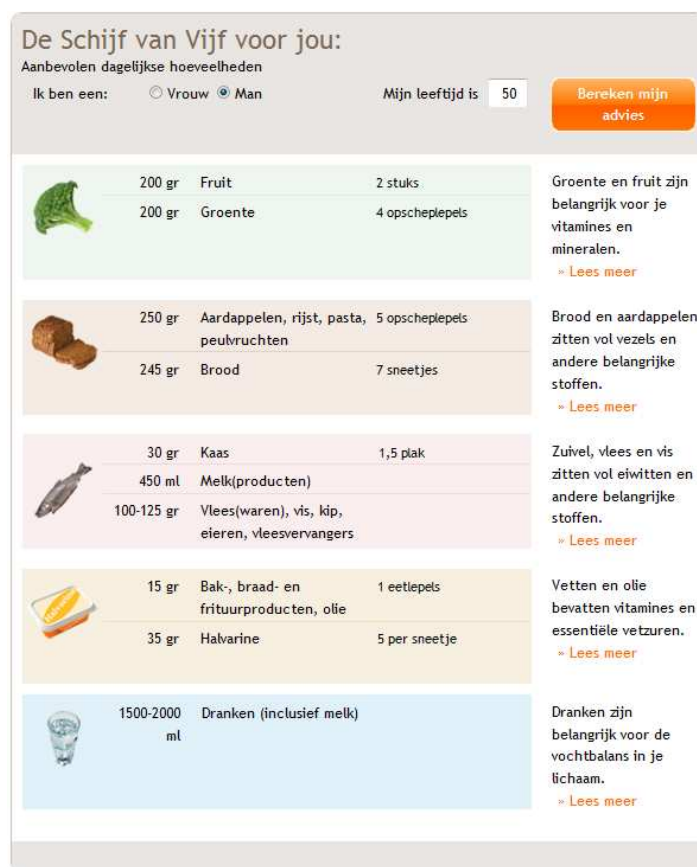 De Schijf van Vijf voor jou:
Aanbevolen dagelijkse hoeveelheden
Ik ben een: Vrouw Man Mijn leeftijd is 50 Bereken mijn
advies
200 gr Fruit 2 stuks
200 gr Groente 4 opscheplepels
Groente en fruit zijn
belangrijk voor je
vitamines en
mineralen.
» Lees meer
250 gr Aardappelen, rijst, pasta, 5 opscheplepels
peulvruchten
245 gr Brood 7 sneetjes
Brood en aardappelen
zitten vol vezels en
andere belangrijke
stoffen.
» Lees meer
30 gr Kaas 1,5 plak
450 ml Melk(producten)
100-125 gr Vlees(waren), vis, kip,
eieren, vleesvervangers
Zuivel, vlees en vis
zitten vol eiwitten en
andere belangrijke
stoffen.
» Lees meer
Halvarine
15 gr Bak-, braad- en 1 eetlepels
frituurproducten, olie
35 gr Halvarine 5 per sneetje
Vetten en olie
bevatten vitamines en
essentiële vetzuren.
» Lees meer
1500-2000 Dranken (inclusief melk)
ml
Dranken zijn
belangrijk voor de
vochtbalans in je
lichaam.
» Lees meer